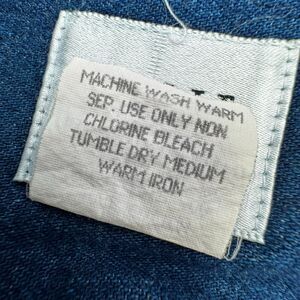 MACHINE WASH WARM
SEP. USE ONLY NON
CHLORINE BLEACH
TUMBLE DRY MEDIUM
WARM IRON